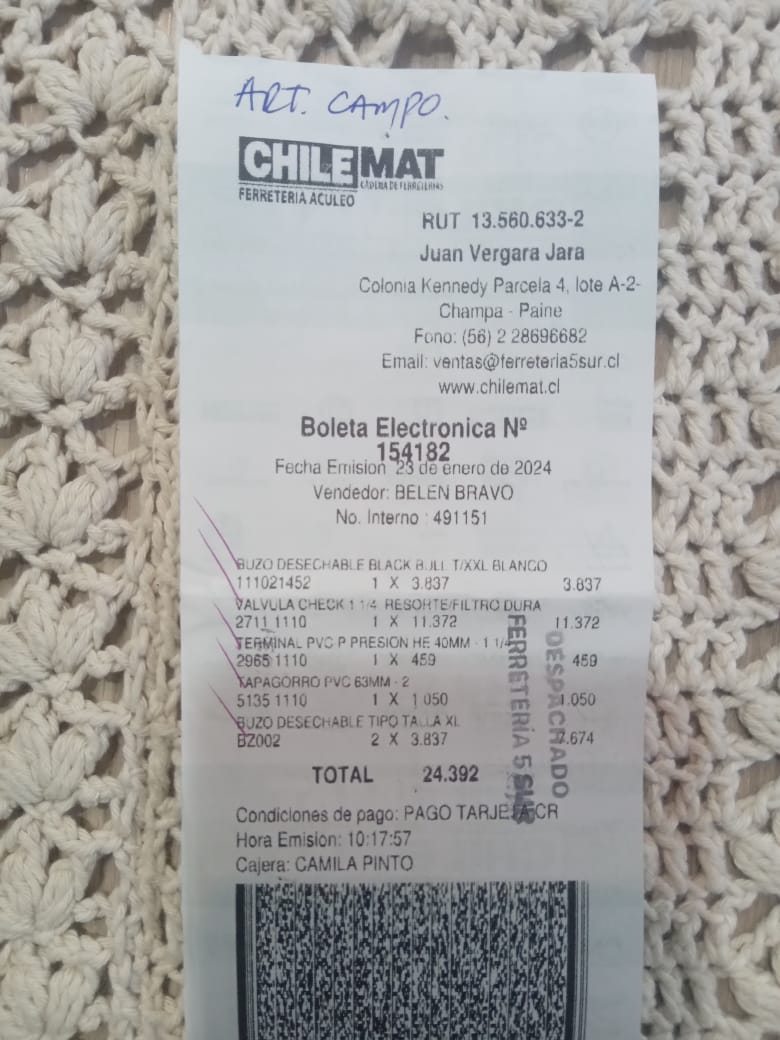 ART. CAMPO.
CHILEMAT
CADENA DE FERRETERIAS
FERRETERIA ACULEO
RUT 13.560.633-2
Juan Vergara Jara
Colonia Kennedy Parcela 4, lote A-2-
Champa - Paine
Fono: (56) 2 28696682
Email: ventas@ferreteria5sur.cl
www.chilemat.cl
Boleta Electronica Nº
154182
Fecha Emision 23 de enero de 2024
Vendedor: BELEN BRAVO
No. Interno : 491151
BUZO DESECHABLE BLACK BULL T/XXL BLANCO
111021452 1 X 3.837 3.837
VALVULA CHECK 1 1/4 RESORTE/FILTRO DURA
2711 1110 1 X 11.372 11.372
TERMINAL PVC P PRESION HE 40MM - 1 1/4
2965 1110 1 X 459 459
TAPAGORRO PVC 63MM - 2
5135 1110 1 X 1.050 1.050
BUZO DESECHABLE TIPO TALLA XL
BZ002 2 X 3.837 7.674
TOTAL 24.392
Condiciones de pago: PAGO TARJETA CR
Hora Emision: 10:17:57
Cajera: CAMILA PINTO
DESPACHADO
FERRETERIA 5 SUR